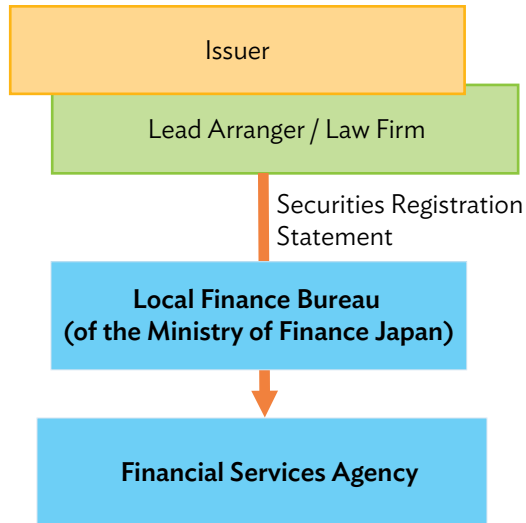 Issuer
Lead Arranger / Law Firm
Securities Registration
Statement
Local Finance Bureau
(of the Ministry of Finance Japan)
Financial Services Agency